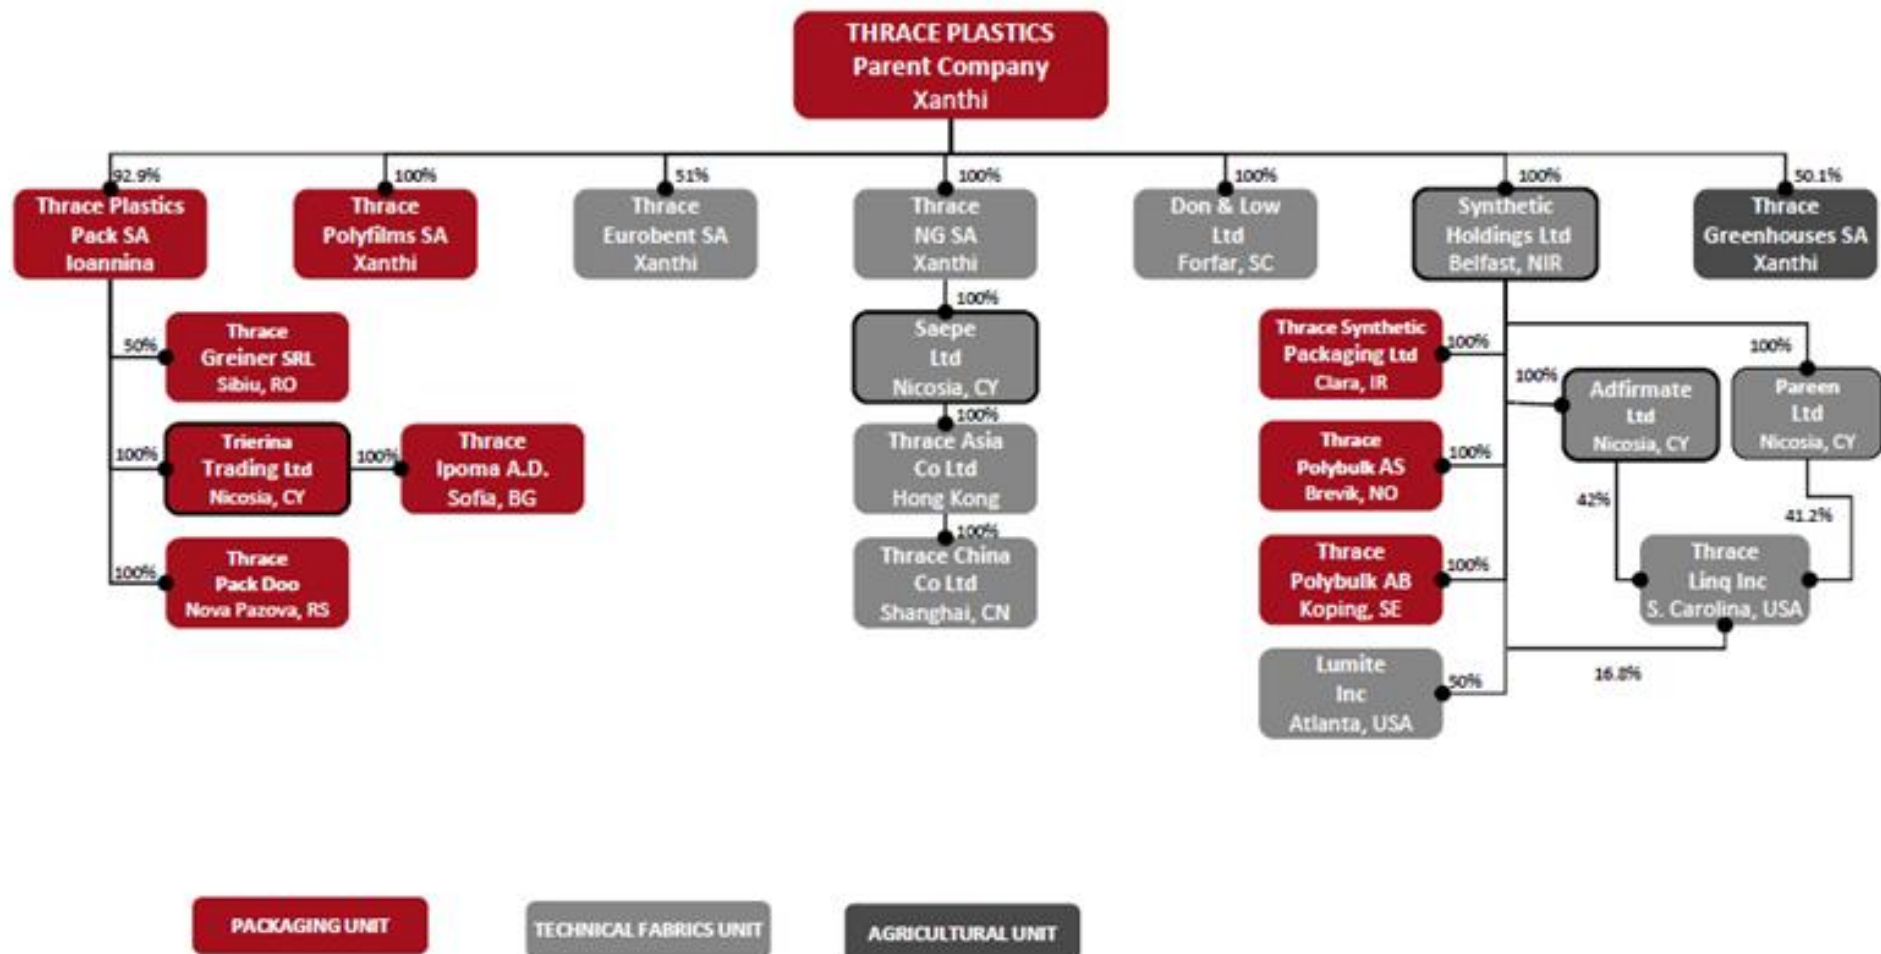 THRACE PLASTICS
Parent Company
Xanthi
92.9%
100%
51%
100%
100%
100%
50.1%
Thrace Plastics
Pack SA
Ioannina
Thrace
Polyfilms SA
Xanthi
Thrace
Eurobent SA
Xanthi
Thrace
NG SA
Xanthi
Don & Low
Ltd
Forfar, SC
Synthetic
Holdings Ltd
Belfast, NIR
Thrace
Greenhouses SA
Xanthi
50%
Thrace
Greiner SRL
Sibiu, RO
100%
Trierina
Trading Ltd
Nicosia, CY
100%
Thrace
Ipoma A.D.
Sofia, BG
100%
Thrace
Pack Doo
Nova Pazova, RS
100%
Saepe
Ltd
Nicosia, CY
100%
Thrace Asia
Co Ltd
Hong Kong
100%
Thrace China
Co Ltd
Shanghai, CN
Thrace Synthetic
Packaging Ltd
Clara, IR
100%
Thrace
Polybulk AS
Brevik, NO
100%
Thrace
Polybulk AB
Koping, SE
100%
Lumite
Inc
Atlanta, USA
50%
100%
Adfirmate
Ltd
Nicosia, CY
100%
Pareen
Ltd
Nicosia, CY
42%
41.2%
Thrace
Linq Inc
S. Carolina, USA
16.8%
PACKAGING UNIT
TECHNICAL FABRICS UNIT
AGRICULTURAL UNIT